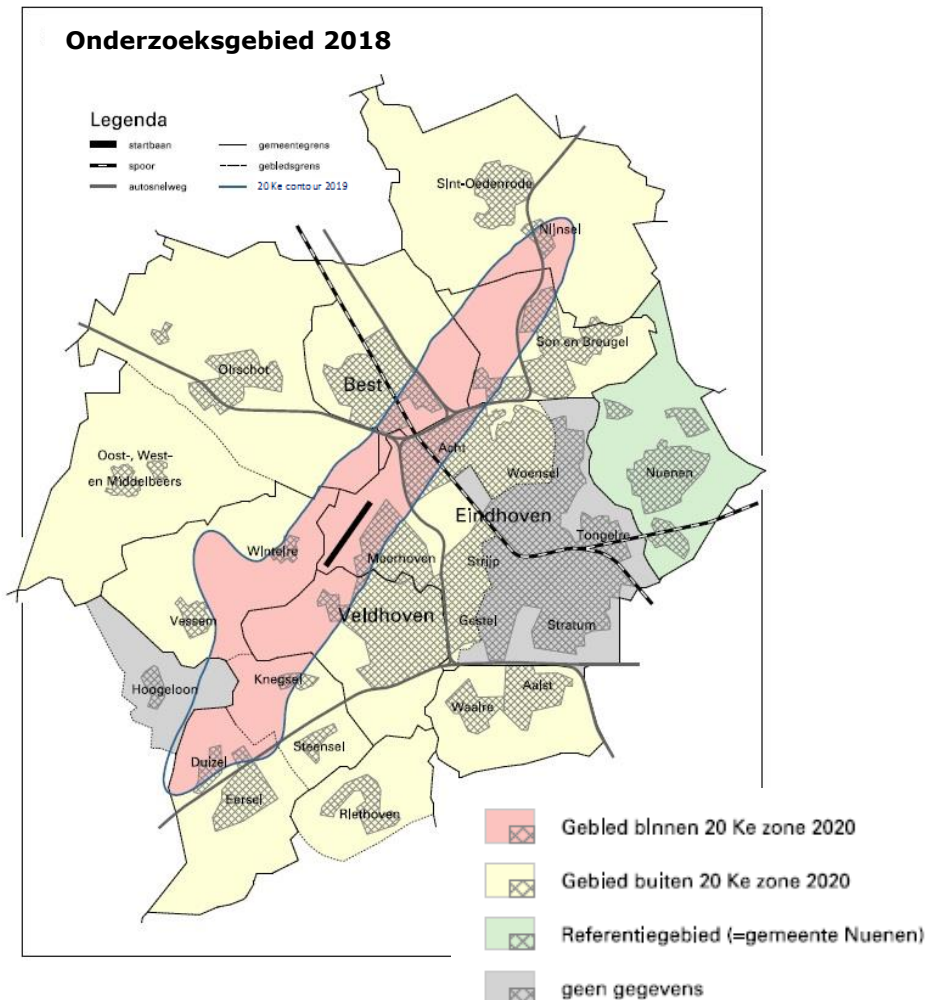 Onderzoeksgebied 2018
Legenda
startbaan
gemeentegrens
spoor
gebiedsgrens
autosnelweg
20 Ke contour 2019
Sint-Oedenrode
Nijnsel
Son en Breugel
Oirschot
Best
Acht
Woensel
Nuenen
Oost-, West-
en Middelbeers
Eindhoven
Tongelre
Wintelre
Meerhoven
Strijp
Vessem
Veldhoven
Gestel
Stratum
Hoogeloon
Knegsel
Aalst
Waalre
Steensel
Duizel
Eersel
Riethoven
Gebied binnen 20 Ke zone 2020
Gebied buiten 20 Ke zone 2020
Referentiegebied (=gemeente Nuenen)
geen gegevens